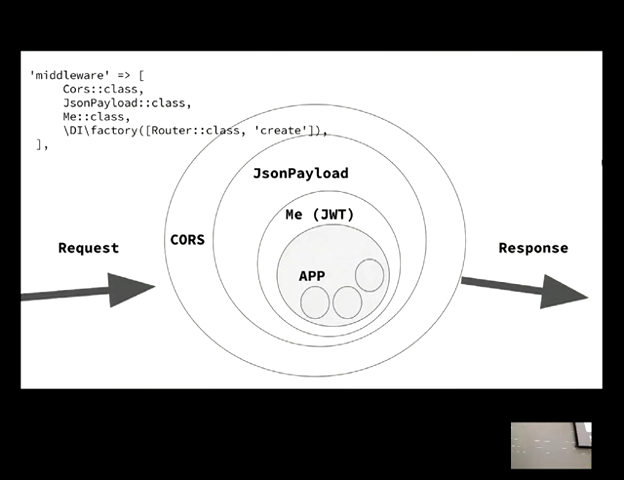 'middleware' => [
Cors::class,
JsonPayload::class,
Me::class,
\DI\factory([Router::class, 'create']),
],
JsonPayload
Me (JWT)
CORS
Request
Response
APP